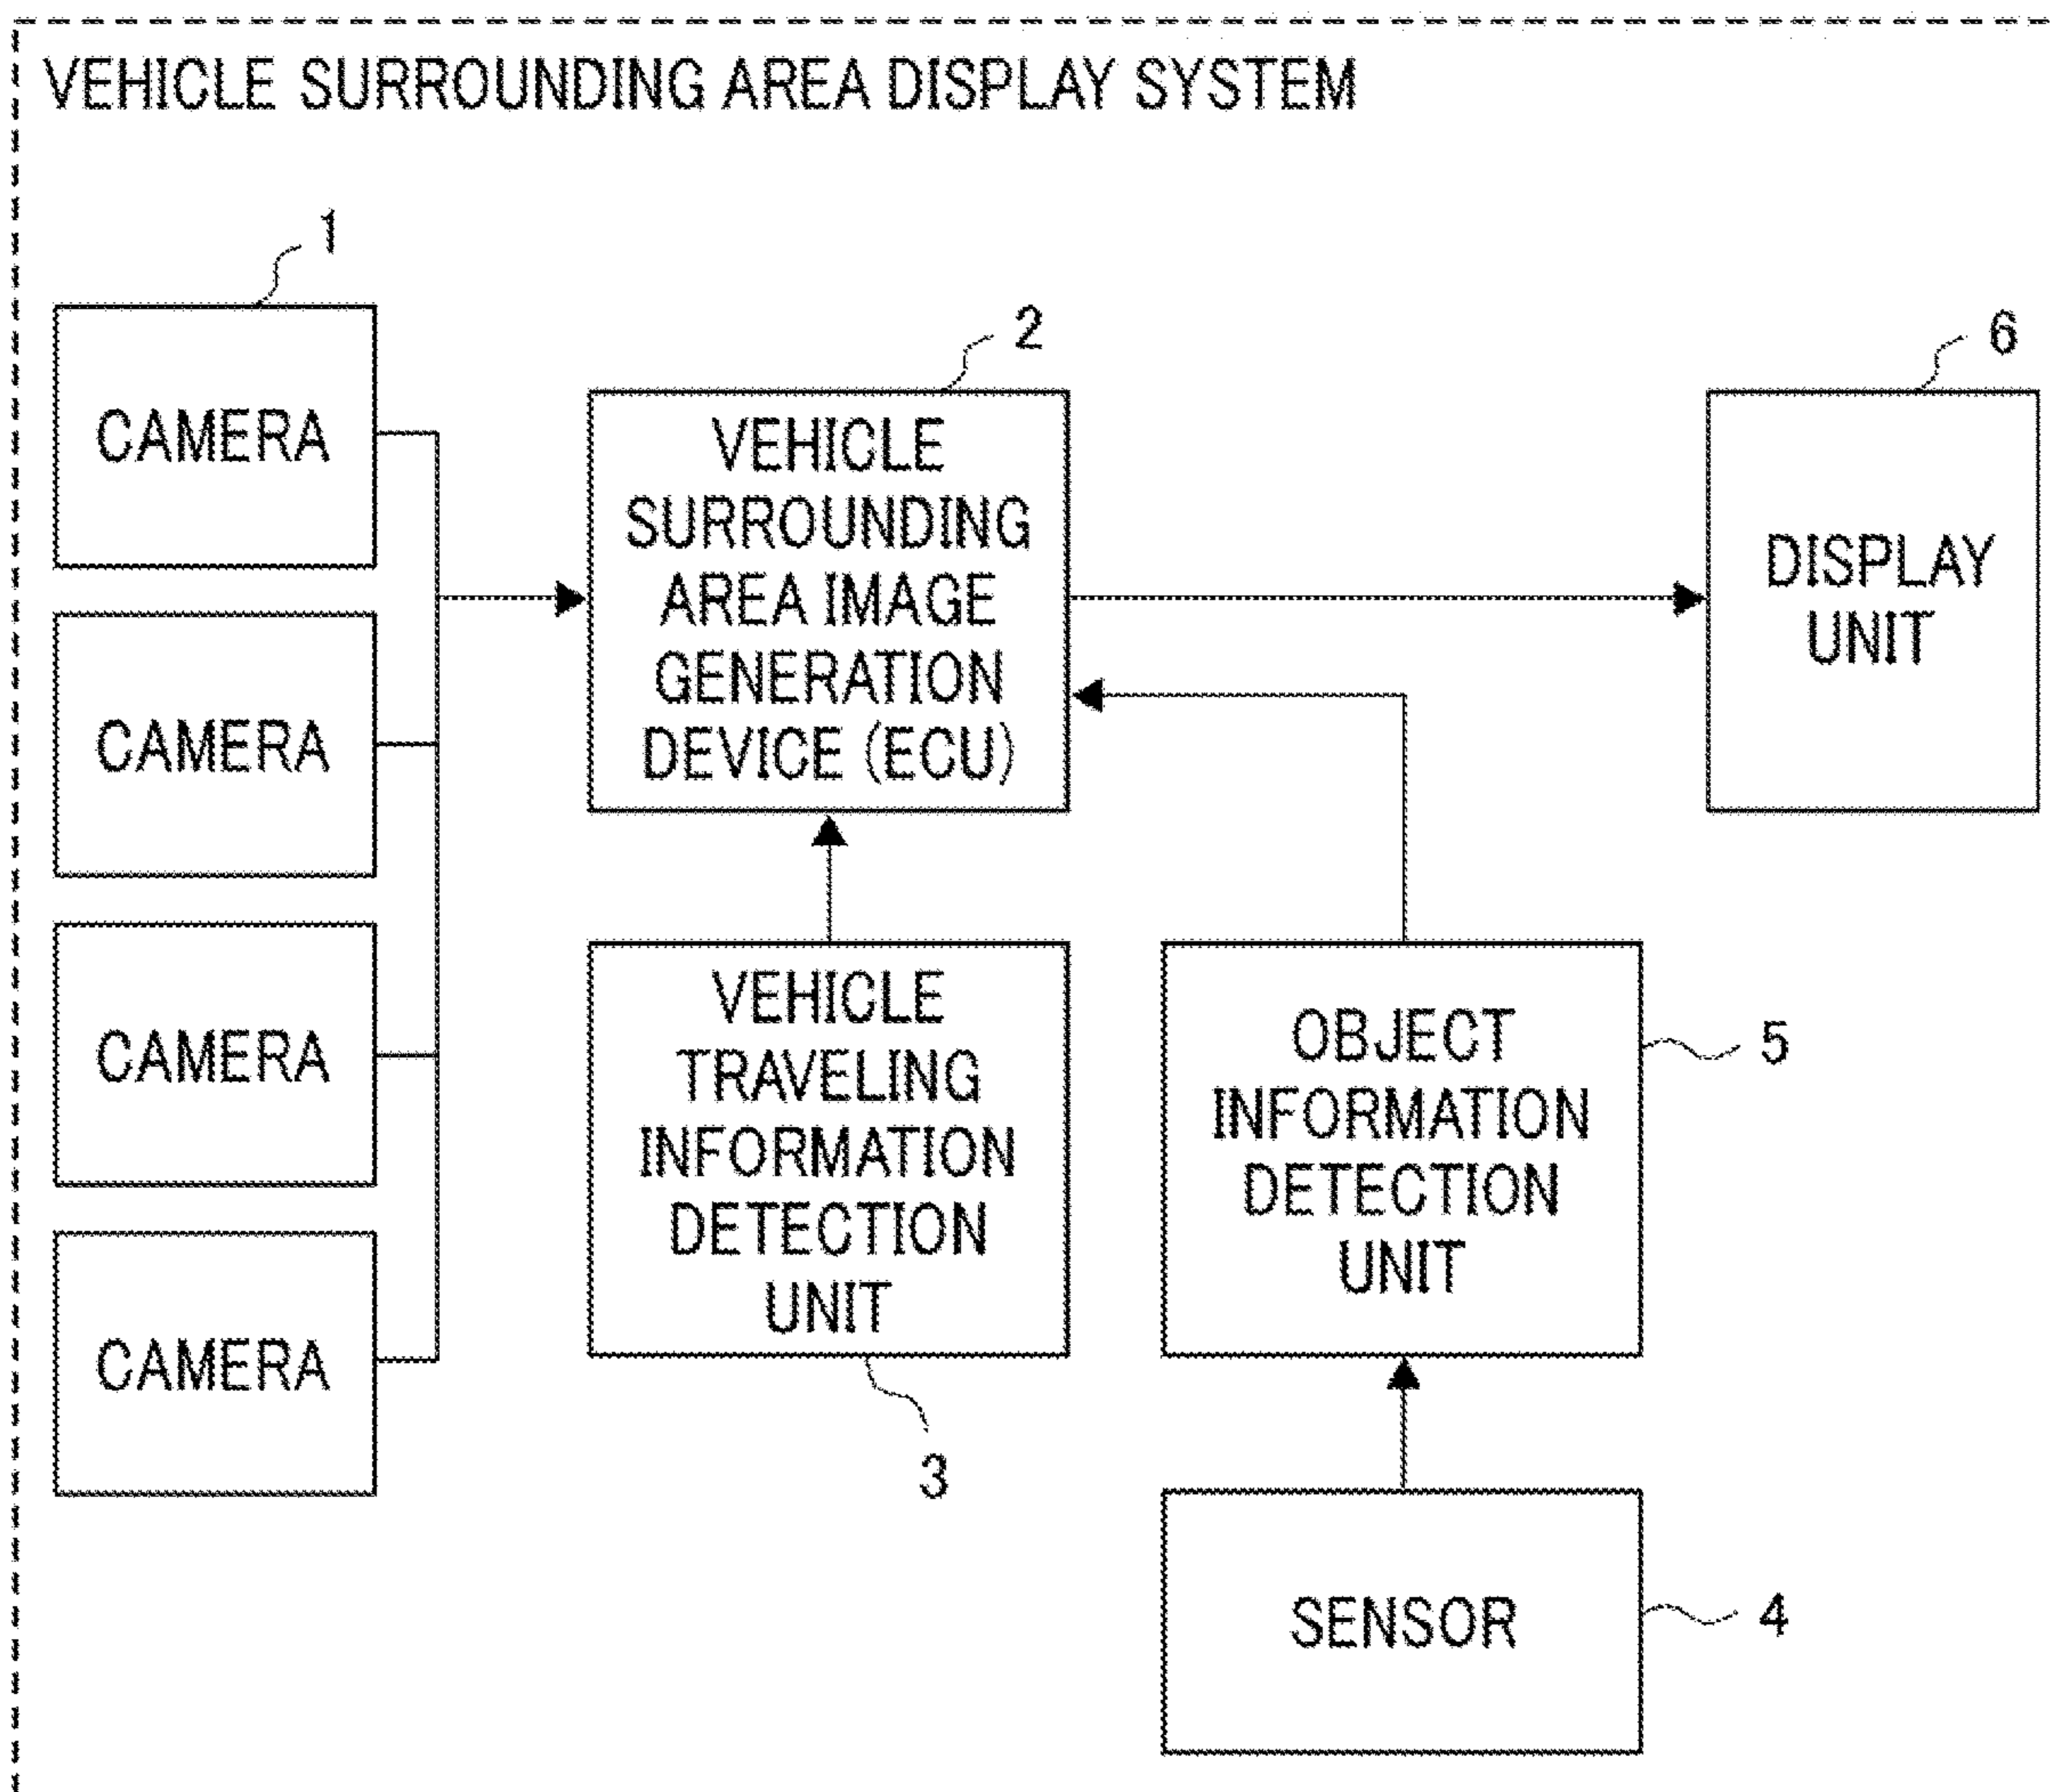 VEHICLE SURROUNDING AREA DISPLAY SYSTEM
1
CAMERA
CAMERA
CAMERA
CAMERA
2
VEHICLE
SURROUNDING
AREA IMAGE
GENERATION
DEVICE (ECU)
6
DISPLAY
UNIT
VEHICLE
TRAVELING
INFORMATION
DETECTION
UNIT
3
OBJECT
INFORMATION
DETECTION
UNIT
5
SENSOR
4